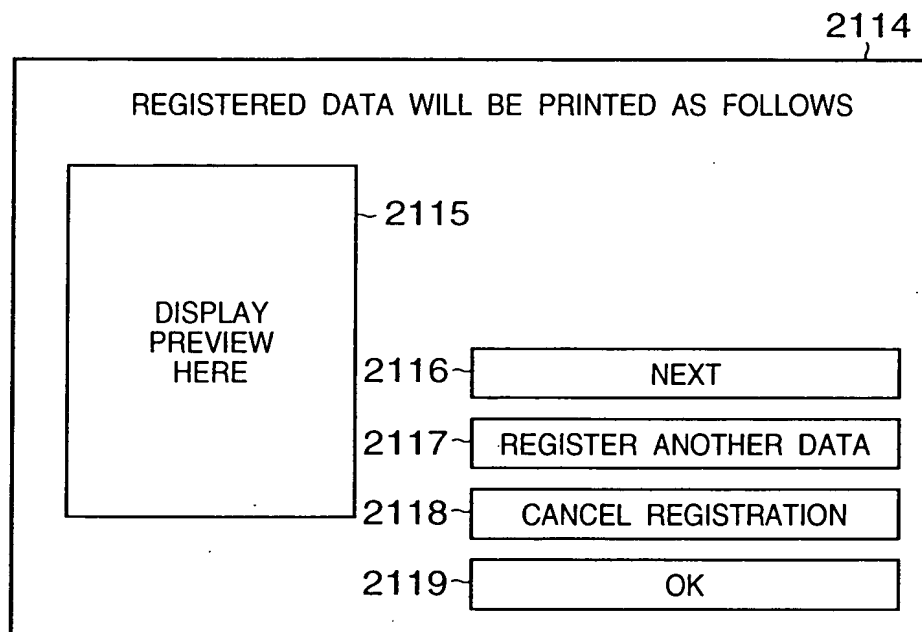 2114
REGISTERED DATA WILL BE PRINTED AS FOLLOWS
2115
DISPLAY
PREVIEW
HERE
2116
NEXT
2117
REGISTER ANOTHER DATA
2118
CANCEL REGISTRATION
2119
OK